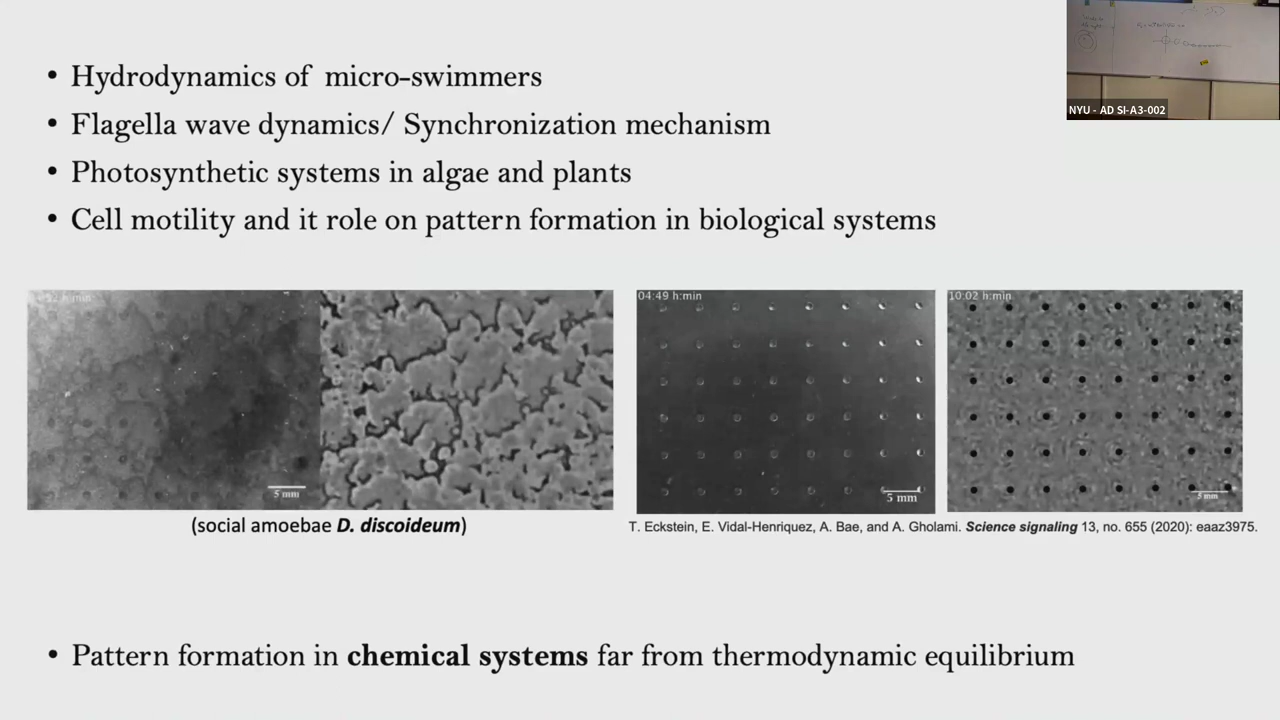 • Hydrodynamics of micro-swimmers
• Flagella wave dynamics/ Synchronization mechanism
• Photosynthetic systems in algae and plants
• Cell motility and it role on pattern formation in biological systems
NYU - AD SI-A3-002
h:min
5 mm
04:49 h:min
5 mm
10:02 h:min
5 mm
(social amoebae D. discoideum)
T. Eckstein, E. Vidal-Henriquez, A. Bae, and A. Gholami. Science signaling 13, no. 655 (2020): eaaz3975.
• Pattern formation in chemical systems far from thermodynamic equilibrium